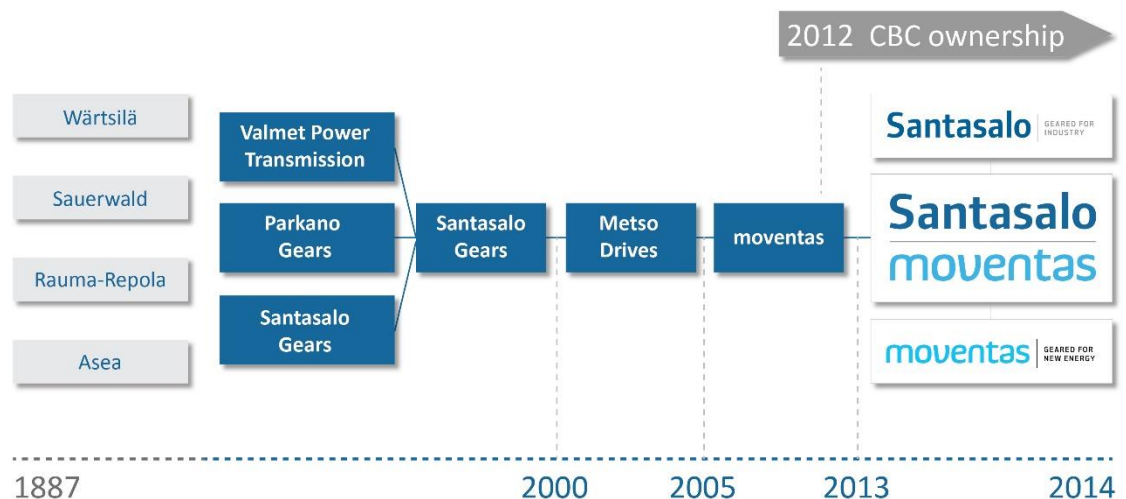 2012 CBC ownership
Wärtsilä
Sauerwald
Rauma-Repola
Asea
Valmet Power
Transmission
Parkano
Gears
Santasalo
Gears
Santasalo
Gears
Metso
Drives
moventas
Santasalo
GEARED FOR
INDUSTRY
Santasalo
moventas
moventas
GEARED FOR
NEW ENERGY
1887
2000
2005
2013
2014